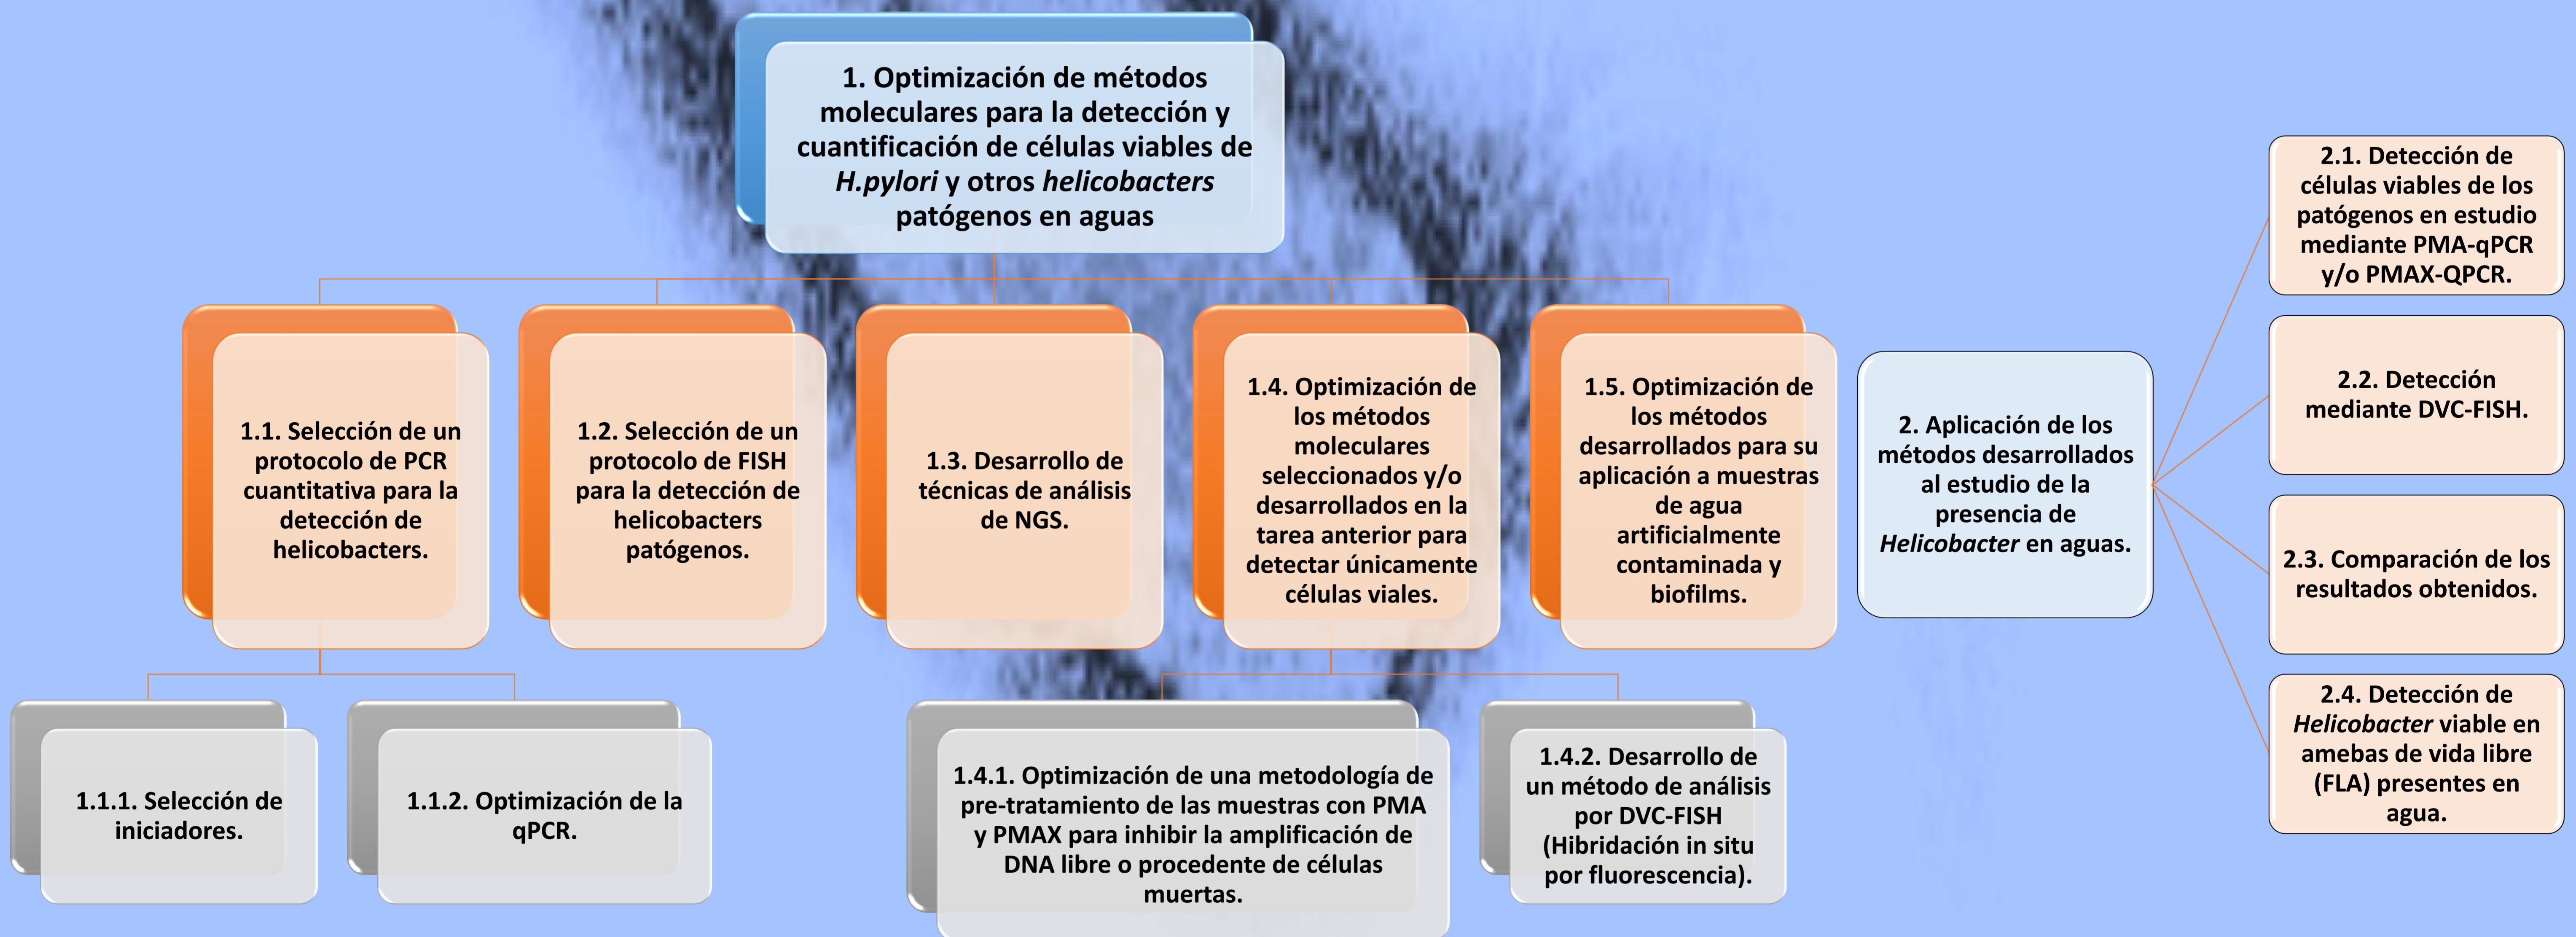 1. Optimización de métodos
moleculares para la detección y
cuantificación de células viables de
H.pylori y otros helicobacters
patógenos en aguas
1.1. Selección de un
protocolo de PCR
cuantitativa para la
detección de
helicobacters.
1.2. Selección de un
protocolo de FISH
para la detección de
helicobacters
patógenos.
1.3. Desarrollo de
técnicas de análisis
de NGS.
1.4. Optimización de
los métodos
moleculares
seleccionados y/o
desarrollados en la
tarea anterior para
detectar únicamente
células viales.
1.5. Optimización de
los métodos
desarrollados para su
aplicación a muestras
de agua
artificialmente
contaminada y
biofilms.
1.1.1. Selección de
iniciadores.
1.1.2. Optimización de la
qPCR.
1.4.1. Optimización de una metodología de
pre-tratamiento de las muestras con PMA
y PMAX para inhibir la amplificación de
DNA libre o procedente de células
muertas.
1.4.2. Desarrollo de
un método de análisis
por DVC-FISH
(Hibridación in situ
por fluorescencia).
2. Aplicación de los
métodos desarrollados
al estudio de la
presencia de
Helicobacter en aguas.
2.1. Detección de
células viables de los
patógenos en estudio
mediante PMA-qPCR
y/o PMAX-QPCR.
2.2. Detección
mediante DVC-FISH.
2.3. Comparación de los
resultados obtenidos.
2.4. Detección de
Helicobacter viable en
amebas de vida libre
(FLA) presentes en
agua.